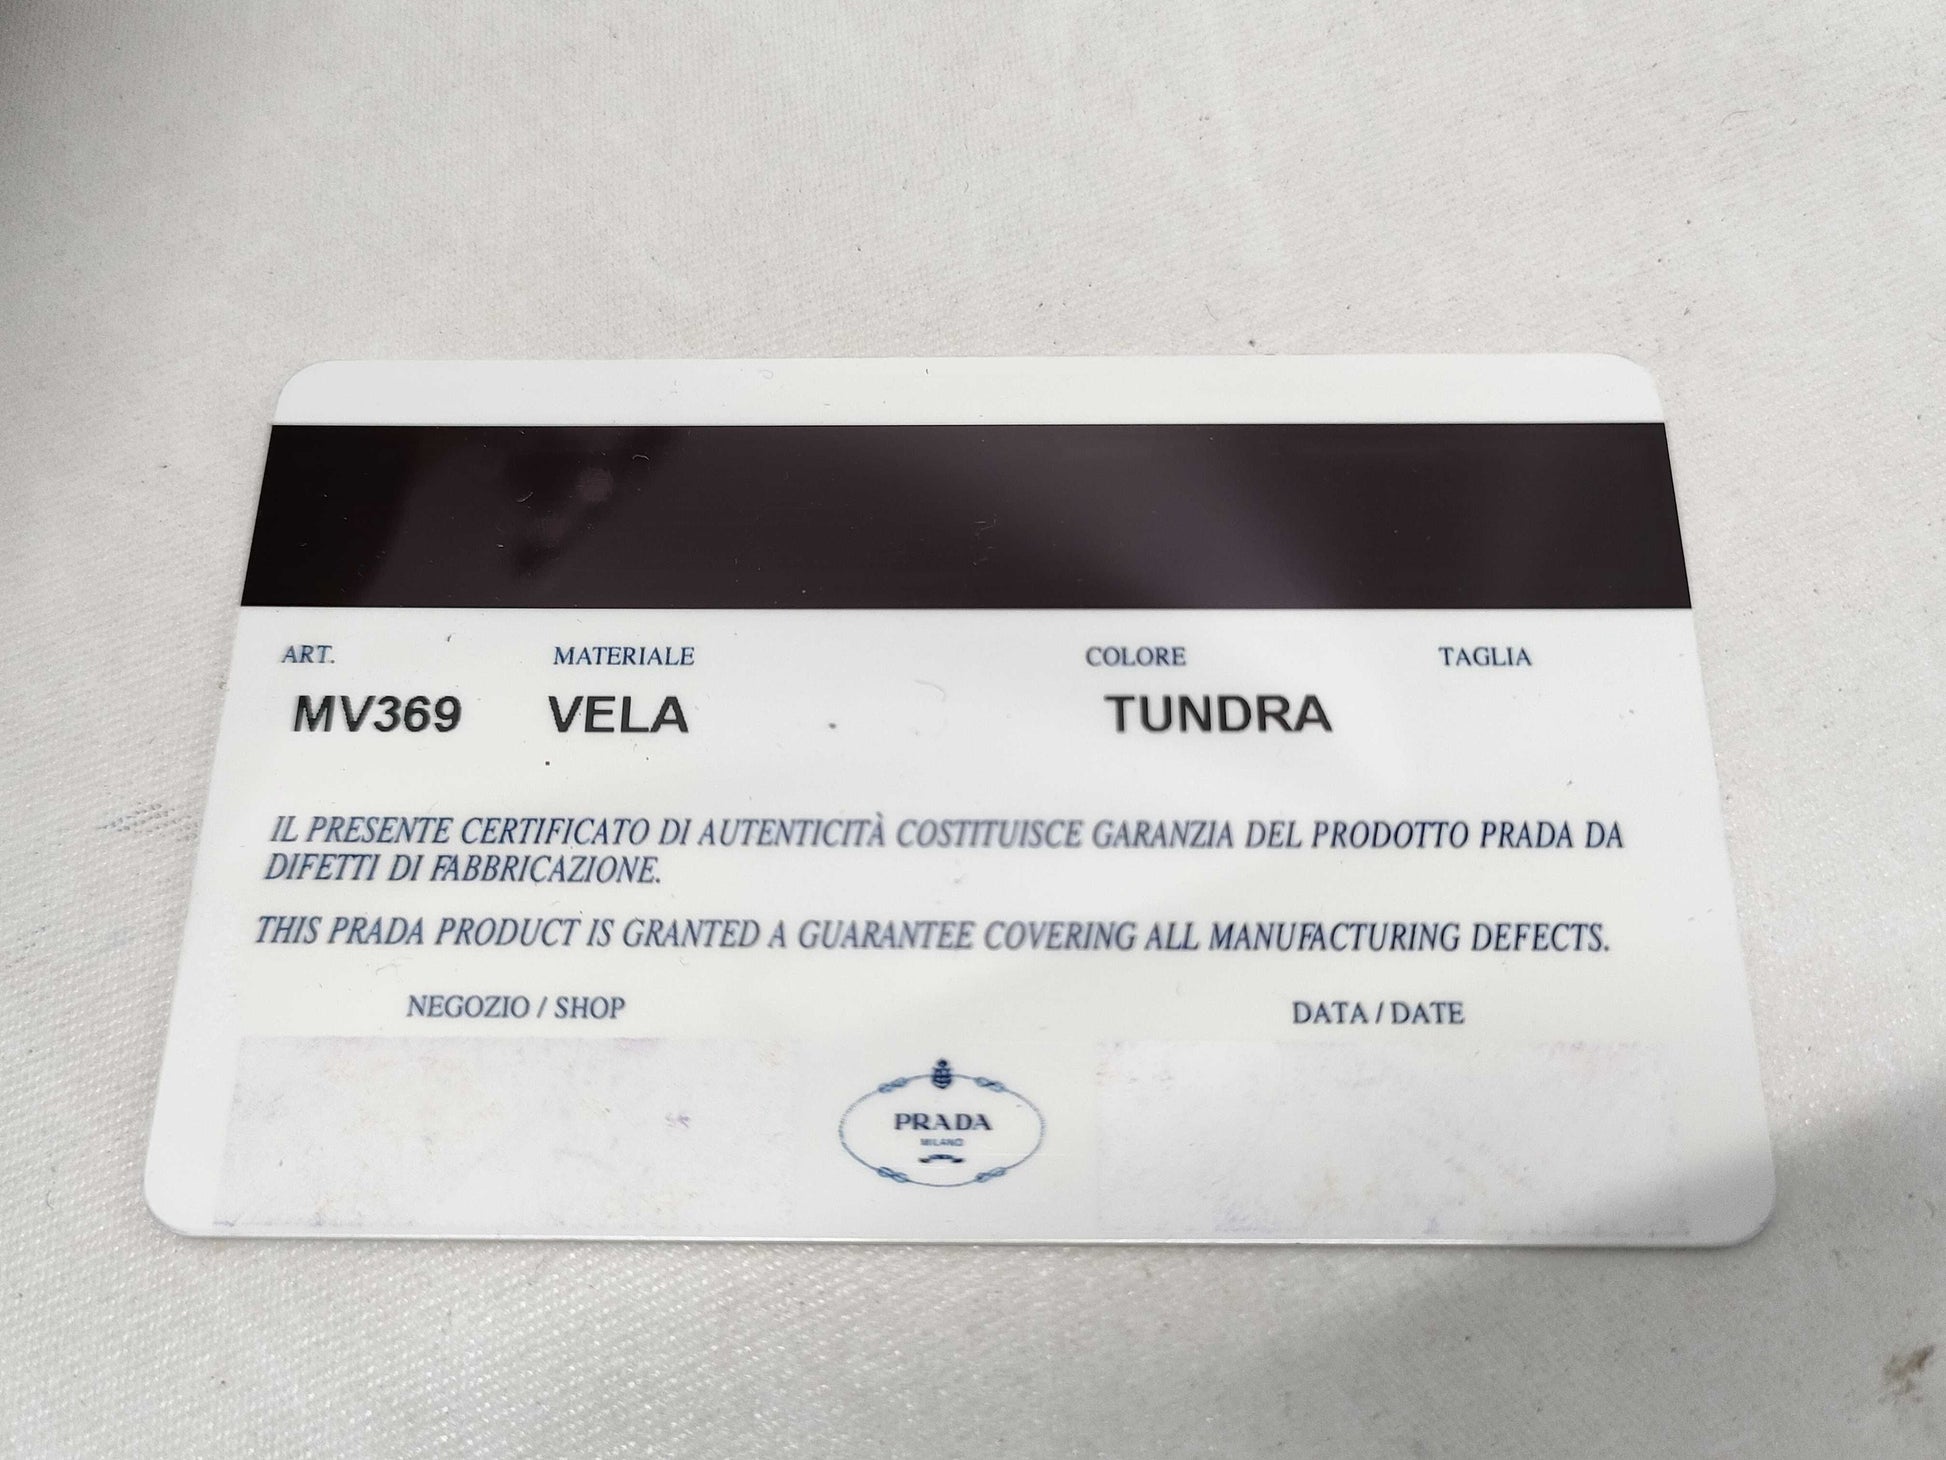 ART. MATERIALE COLORE TAGLIA
MV369 VELA TUNDRA
IL PRESENTE CERTIFICATO DI AUTENTICITÀ COSTITUISCE GARANZIA DEL PRODOTTO PRADA DA
DIFETTI DI FABBRICAZIONE.
THIS PRADA PRODUCT IS GRANTED A GUARANTEE COVERING ALL MANUFACTURING DEFECTS.
NEGOZIO / SHOP DATA / DATE
PRADA
MILANO